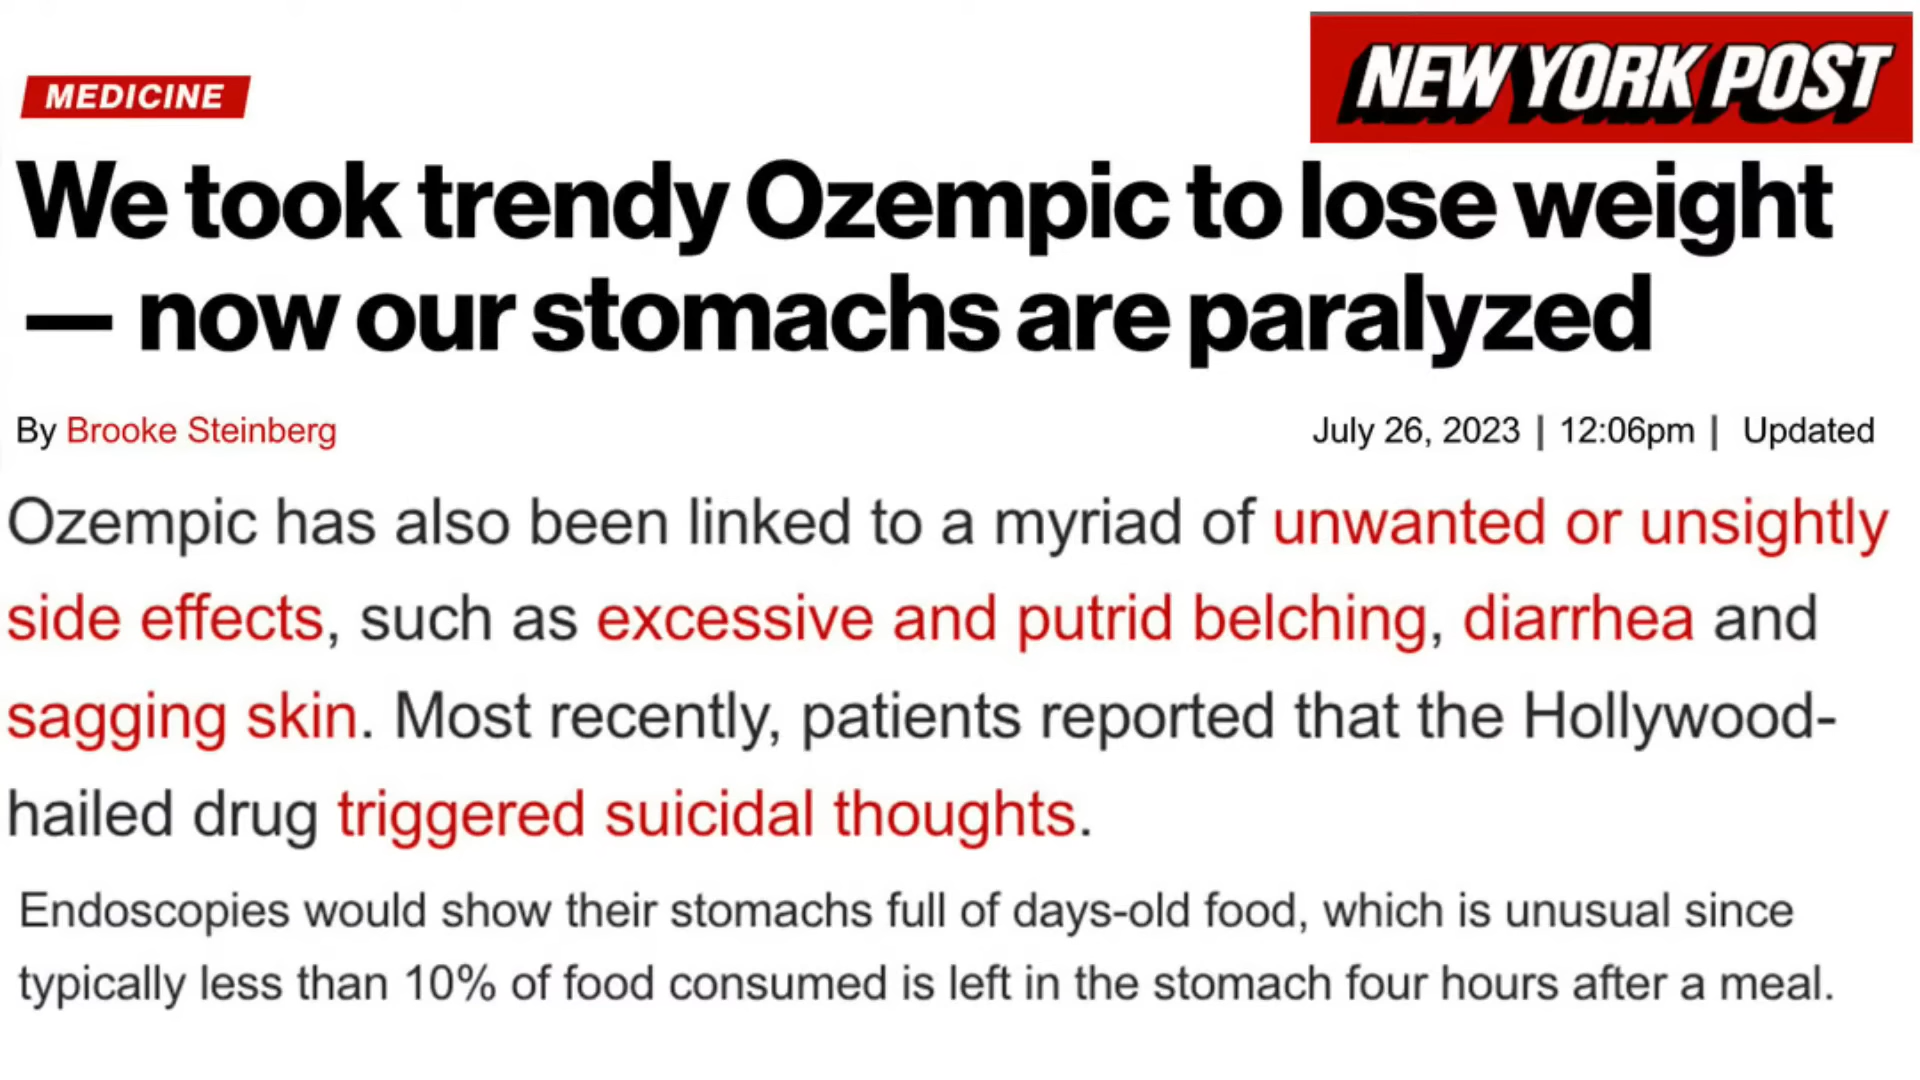 NEW YORK POST
MEDICINE
We took trendy Ozempic to lose weight
— now our stomachs are paralyzed
By Brooke Steinberg
July 26, 2023 | 12:06pm | Updated
Ozempic has also been linked to a myriad of unwanted or unsightly
side effects, such as excessive and putrid belching, diarrhea and
sagging skin. Most recently, patients reported that the Hollywood-
hailed drug triggered suicidal thoughts.
Endoscopies would show their stomachs full of days-old food, which is unusual since
typically less than 10% of food consumed is left in the stomach four hours after a meal.